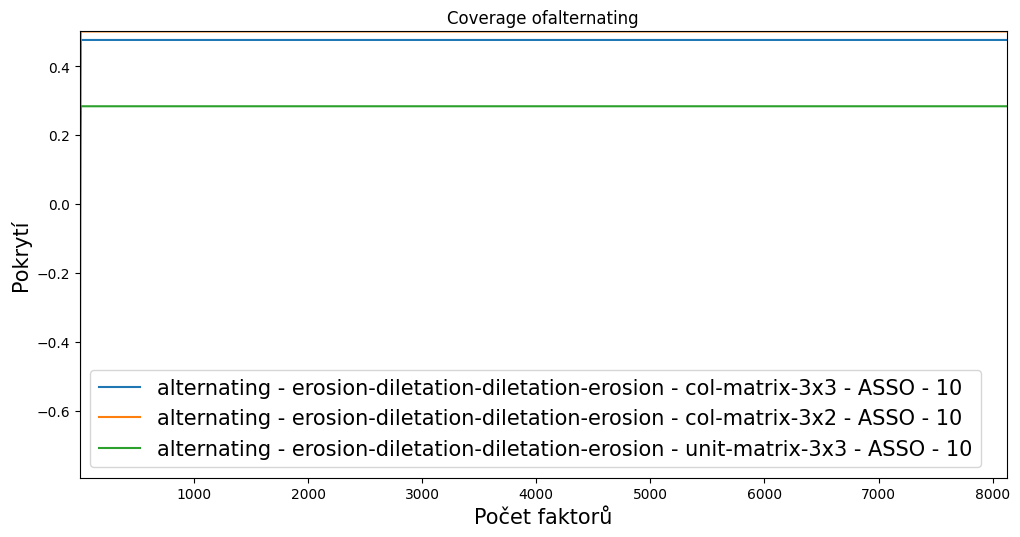 Coverage ofalternating
0.4
0.2
0.0
−0.2
−0.4
−0.6
Pokrytí
alternating - erosion-diletation-diletation-erosion - col-matrix-3x3 - ASSO - 10
alternating - erosion-diletation-diletation-erosion - col-matrix-3x2 - ASSO - 10
alternating - erosion-diletation-diletation-erosion - unit-matrix-3x3 - ASSO - 10
1000 2000 3000 4000 5000 6000 7000 8000
Počet faktorů